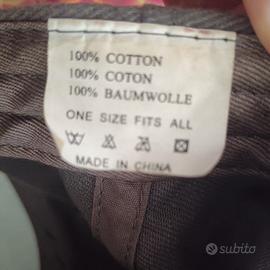 100% COTTON
100% COTON
100% BAUMWOLLE
ONE SIZE FITS ALL
MADE IN CHINA
subito